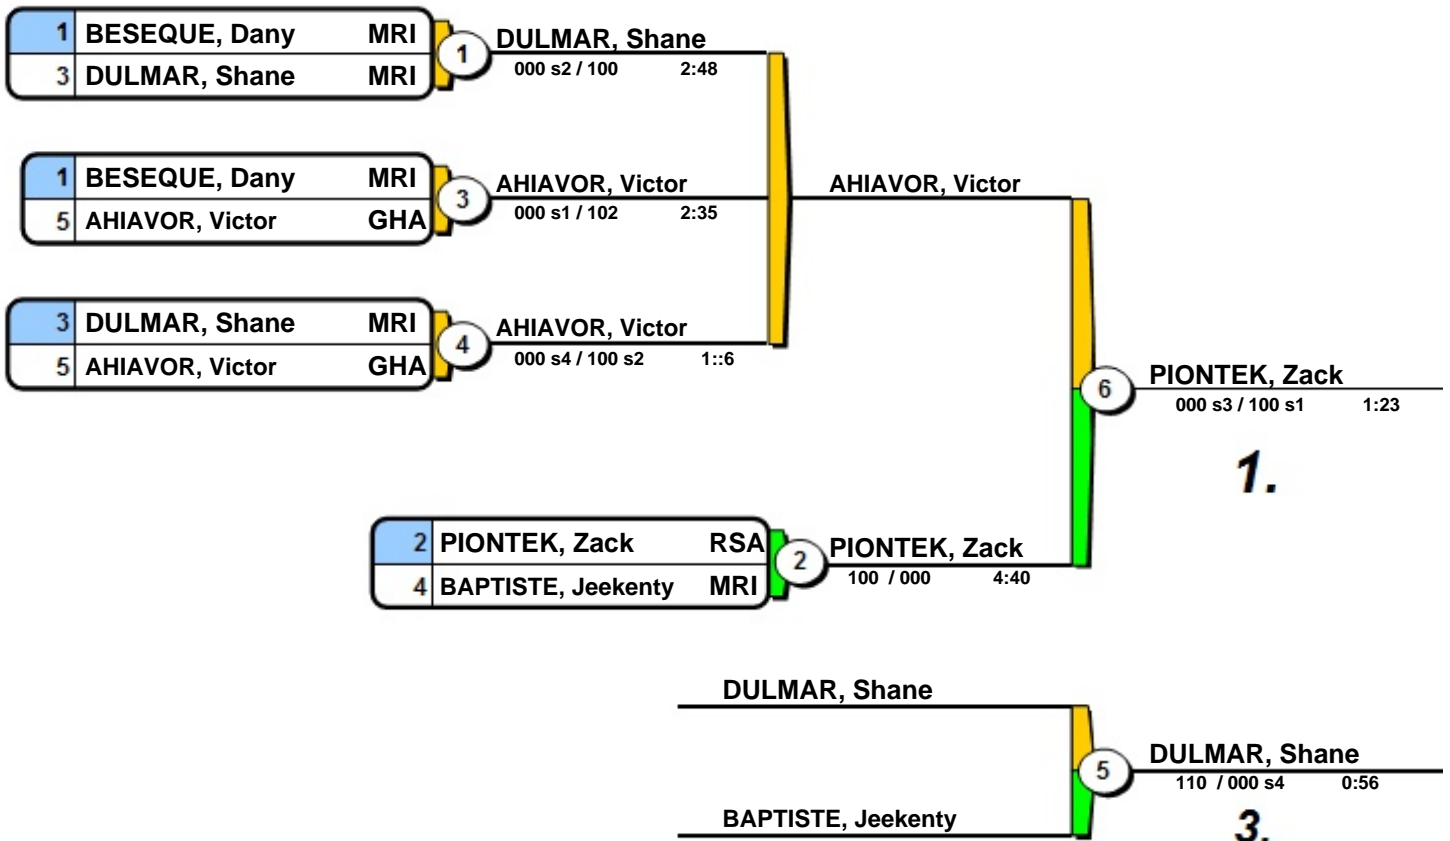 1 BESEQUE, Dany MRI
3 DULMAR, Shane MRI
1
DULMAR, Shane
000 s2 / 100 2:48
1 BESEQUE, Dany MRI
5 AHIAVOR, Victor GHA
3
AHIAVOR, Victor
000 s1 / 102 2:35
AHIAVOR, Victor
3 DULMAR, Shane MRI
5 AHIAVOR, Victor GHA
4
AHIAVOR, Victor
000 s4 / 100 s2 1::6
6
PIONTEK, Zack
000 s3 / 100 s1 1:23
1.
2 PIONTEK, Zack RSA
4 BAPTISTE, Jeekenty MRI
2
PIONTEK, Zack
100 / 000 4:40
DULMAR, Shane
BAPTISTE, Jeekenty
5
DULMAR, Shane
110 / 000 s4 0:56
3.